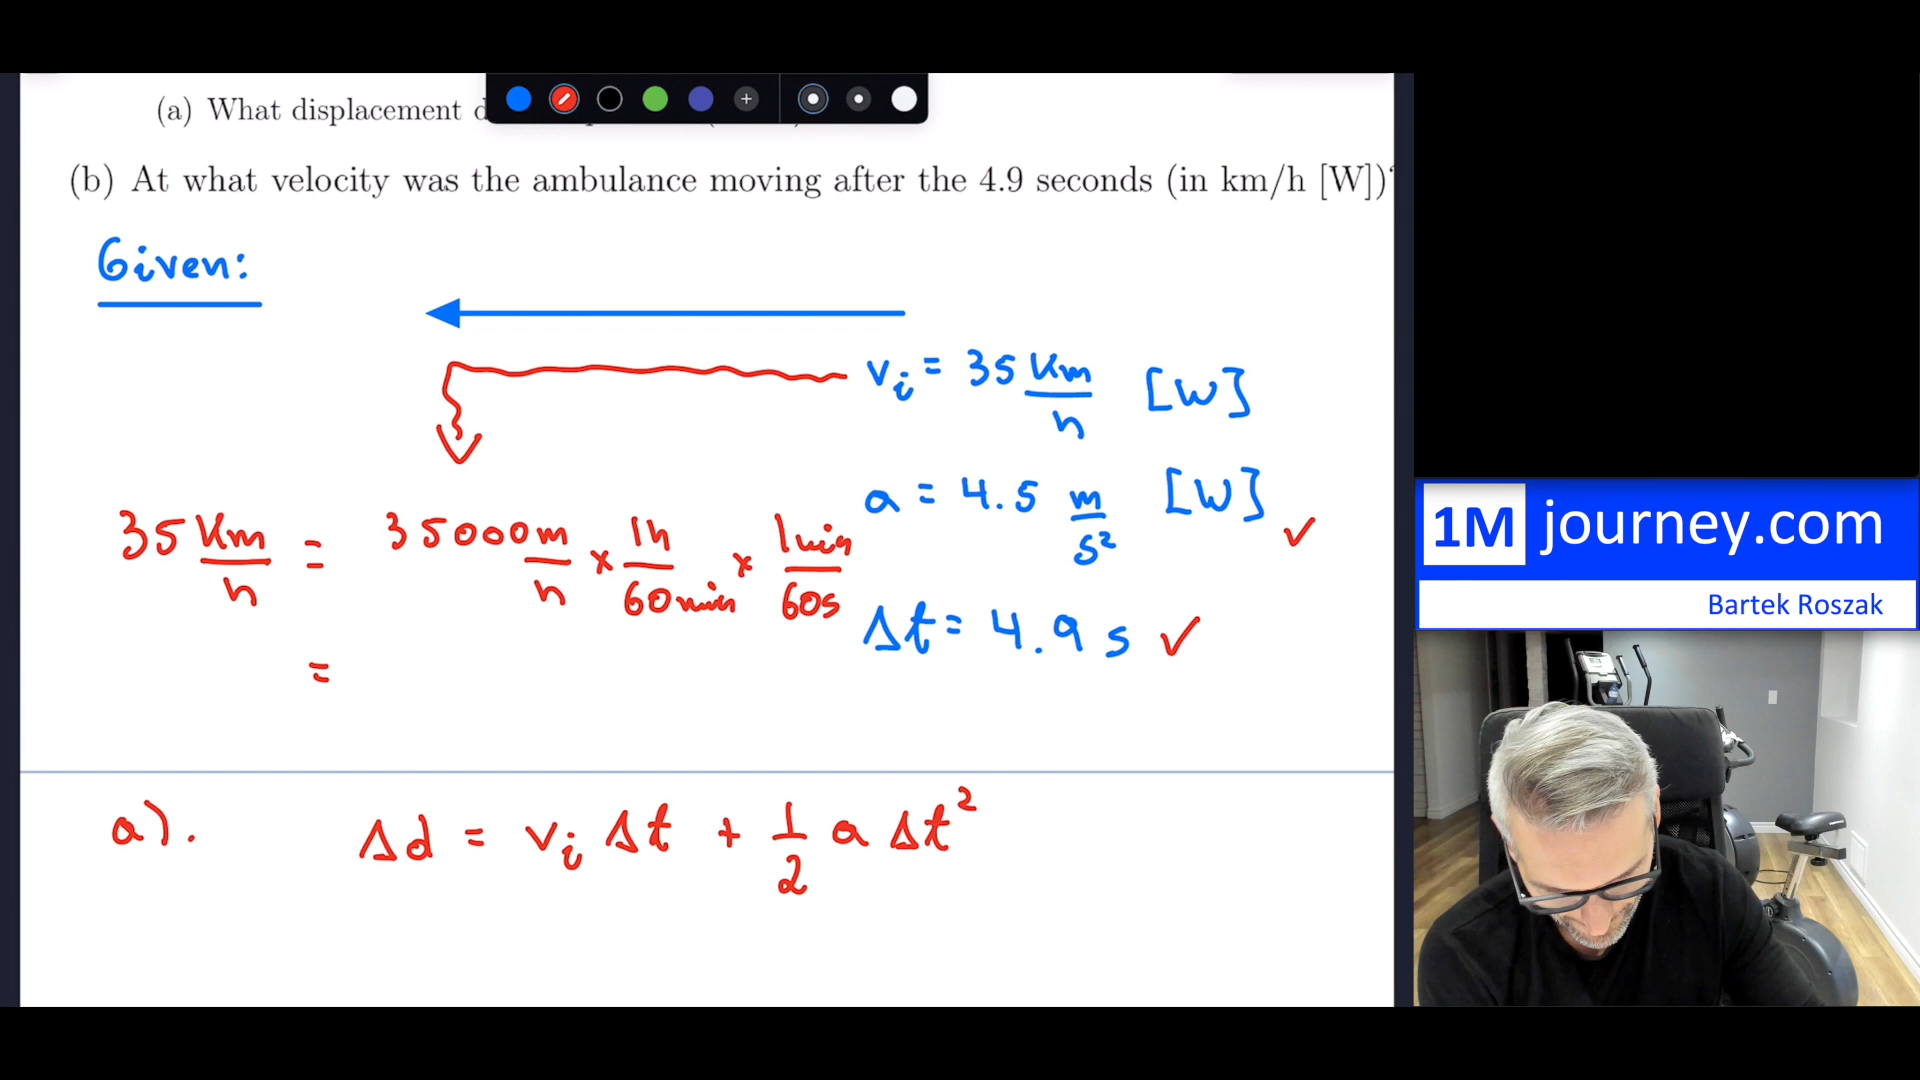 (a) What displacement d
(b) At what velocity was the ambulance moving after the 4.9 seconds (in km/h [W])?
Given:
vᵢ = 35 Km/h [W]
a = 4.5 m/s² [W] ✓
35 Km/h = 35000m/h × 1h/60min × 1min/60s
Δt = 4.9 s ✓
=
a). Δd = vᵢ Δt + 1/2 a Δt²
1M journey.com
Bartek Roszak